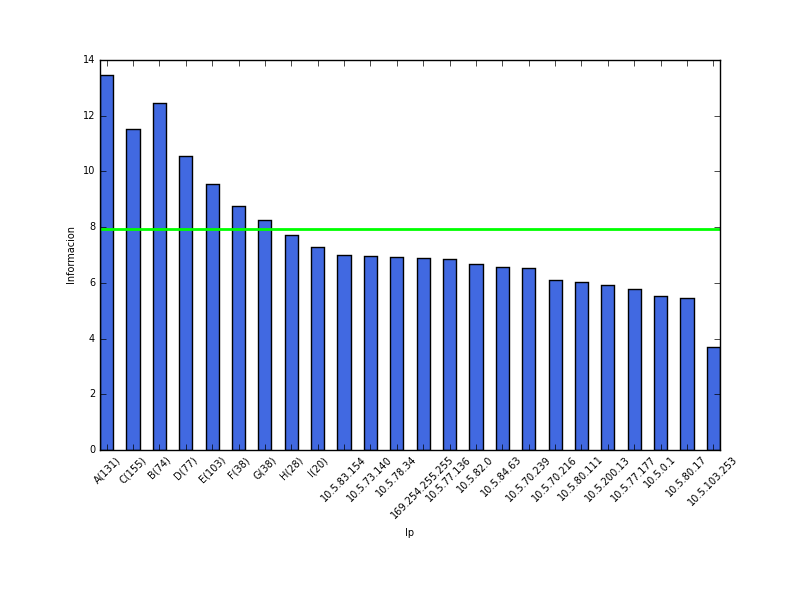 14
12
10
8
6
4
2
0
Informacion
A(131)
C(155)
B(74)
D(77)
E(103)
F(38)
G(38)
H(28)
I(20)
10.5.83.154
10.5.73.140
10.5.78.34
169.254.255.255
10.5.77.136
10.5.82.0
10.5.84.63
10.5.70.239
10.5.70.216
10.5.80.111
10.5.200.13
10.5.77.177
10.5.0.1
10.5.80.17
10.5.103.253
Ip